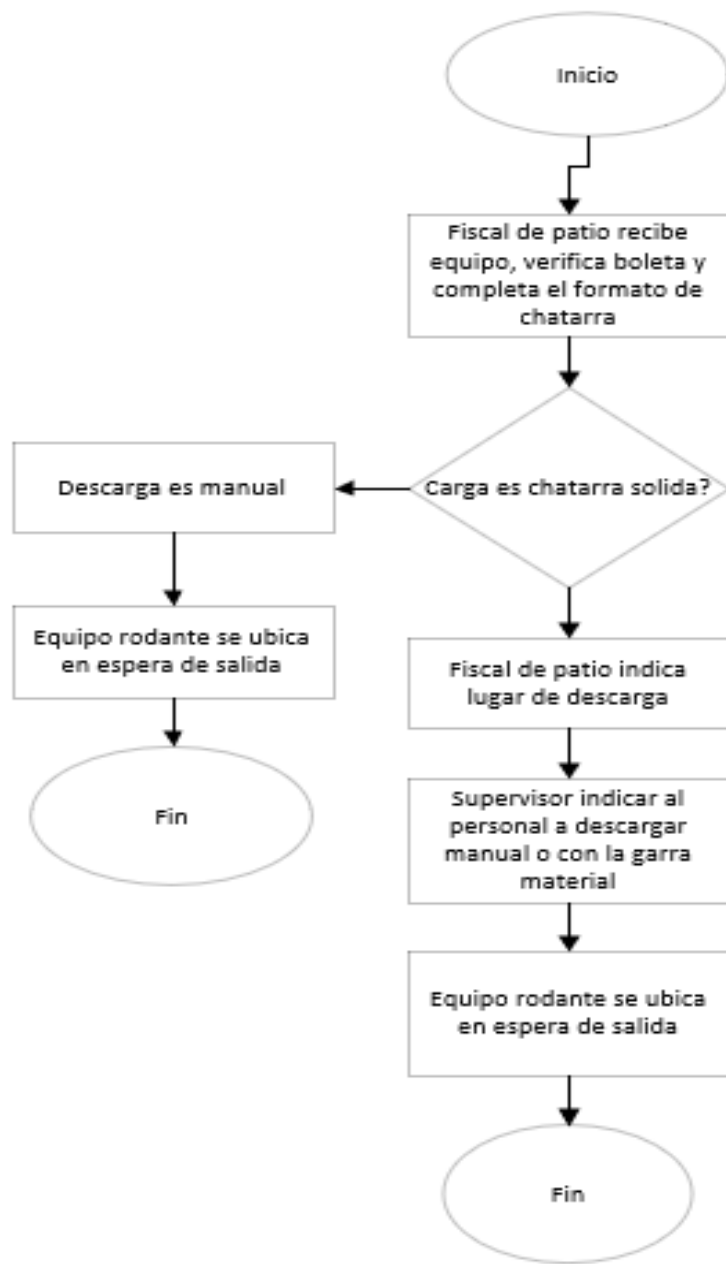 Inicio
Fiscal de patio recibe
equipo, verifica boleta y
completa el formato de
chatarra
Carga es chatarra solida?
Descarga es manual
Equipo rodante se ubica
en espera de salida
Fin
Fiscal de patio indica
lugar de descarga
Supervisor indicar al
personal a descargar
manual o con la garra
material
Equipo rodante se ubica
en espera de salida
Fin